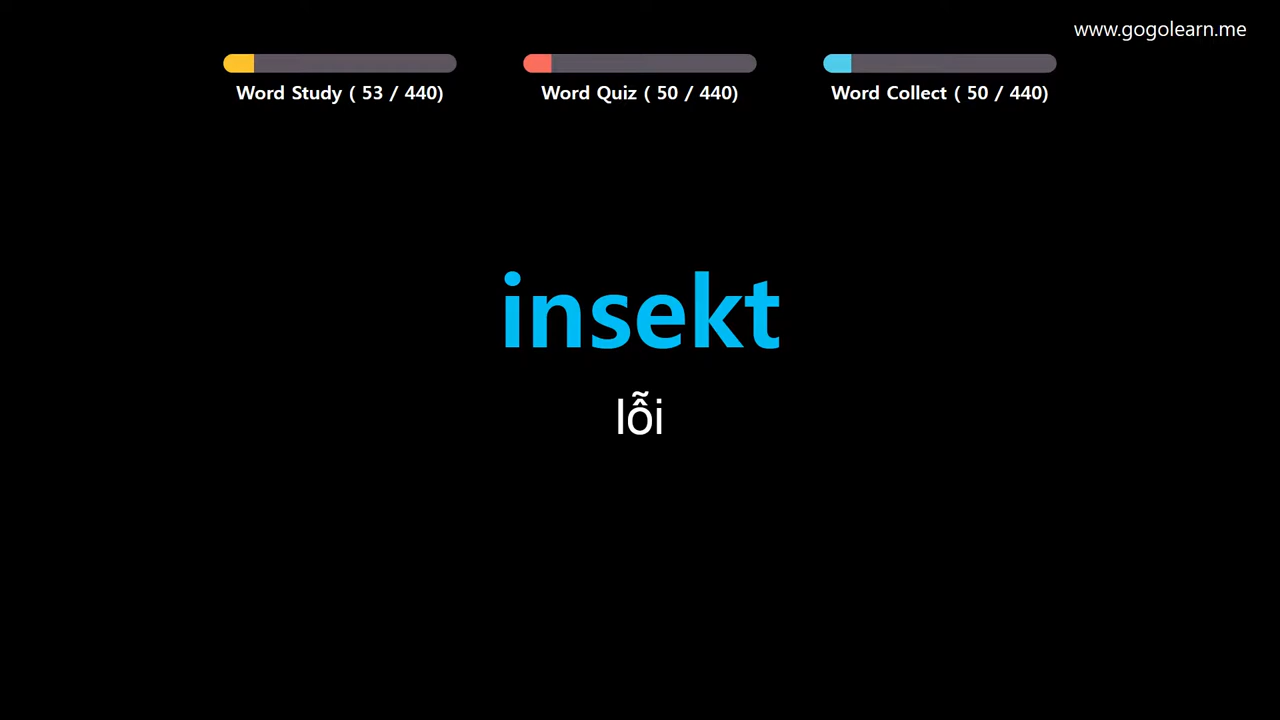 www.gogolearn.me
Word Study ( 53 / 440)
Word Quiz ( 50 / 440)
Word Collect ( 50 / 440)
insekt
lỗi